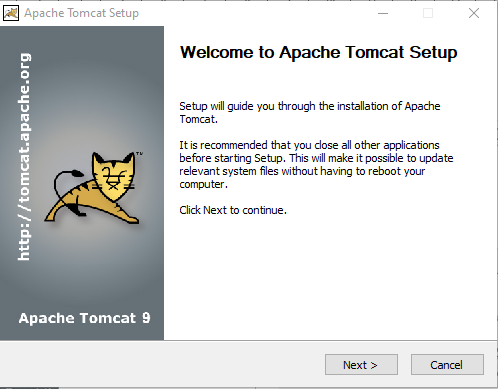 Apache Tomcat Setup
http://tomcat.apache.org
TM
Apache Tomcat 9
Welcome to Apache Tomcat Setup
Setup will guide you through the installation of Apache
Tomcat.
It is recommended that you close all other applications
before starting Setup. This will make it possible to update
relevant system files without having to reboot your
computer.
Click Next to continue.
Next >
Cancel